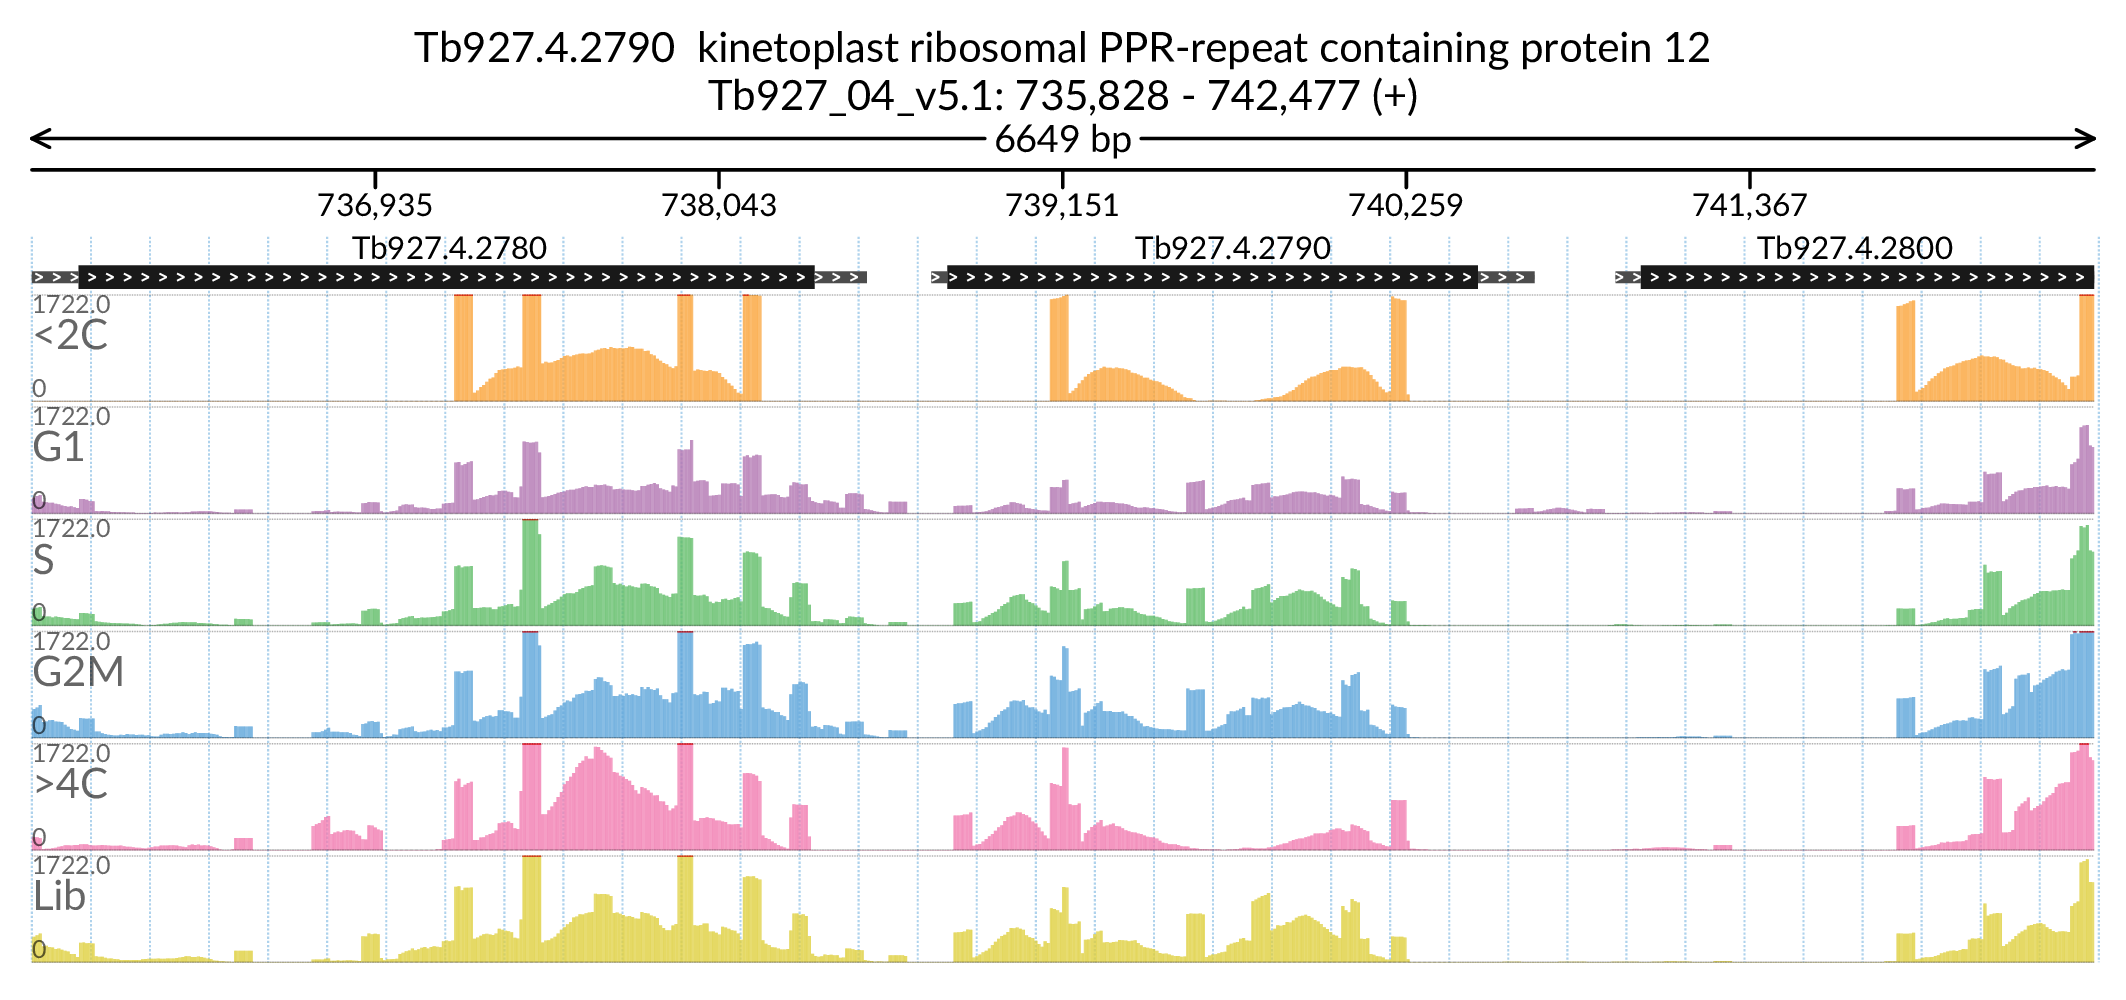 Tb927.4.2790  kinetoplast ribosomal PPR-repeat containing protein 12
Tb927_04_v5.1: 735,828 - 742,477 (+)
6649 bp
736,935 738,043 739,151 740,259 741,367
Tb927.4.2780 Tb927.4.2790 Tb927.4.2800
1722.0
<2C
0
1722.0
G1
0
1722.0
S
0
1722.0
G2M
0
1722.0
>4C
0
1722.0
Lib
0